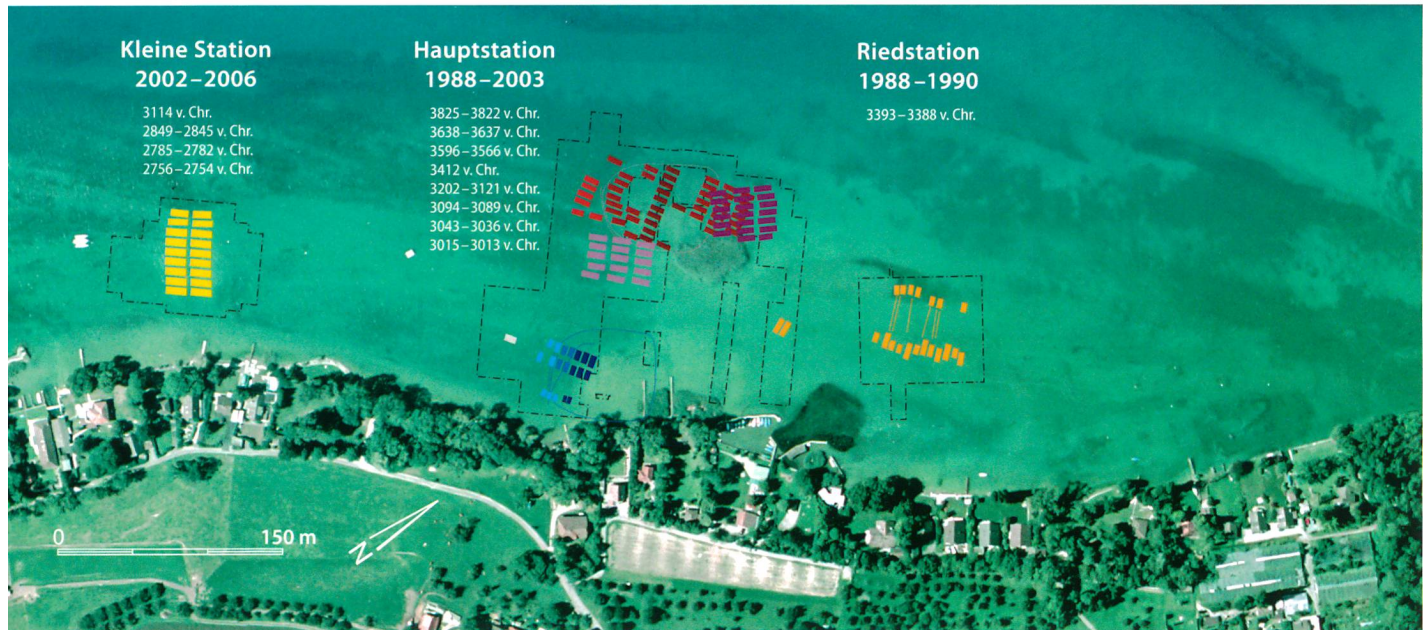 Kleine Station
2002–2006
3114 v. Chr.
2849–2845 v. Chr.
2785–2782 v. Chr.
2756–2754 v. Chr.
Hauptstation
1988–2003
3825–3822 v. Chr.
3638–3637 v. Chr.
3596–3566 v. Chr.
3412 v. Chr.
3202–3121 v. Chr.
3094–3089 v. Chr.
3043–3036 v. Chr.
3015–3013 v. Chr.
Riedstation
1988–1990
3393–3388 v. Chr.
0 150 m
N